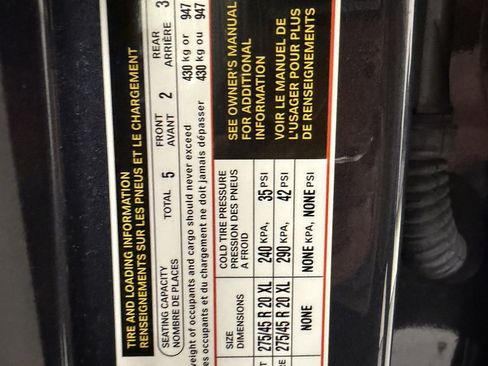 TIRE AND LOADING INFORMATION
RENSEIGNEMENTS SUR LES PNEUS ET LE CHARGEMENT
SEATING CAPACITY
NOMBRE DE PLACES
TOTAL 5
FRONT
AVANT
2
REAR
ARRIÈRE
3
weight of occupants and cargo should never exceed 430 kg or 947
es occupants et du chargement ne doit jamais dépasser 430 kg ou 947
SIZE
DIMENSIONS
COLD TIRE PRESSURE
PRESSION DES PNEUS
A FROID
275/45 R 20 XL 240 KPA, 35 PSI
275/45 R 20 XL 290 KPA, 42 PSI
NONE NONE KPA, NONE PSI
SEE OWNER'S MANUAL
FOR ADDITIONAL
INFORMATION
VOIR LE MANUEL DE
L'USAGER POUR PLUS
DE RENSEIGNEMENTS